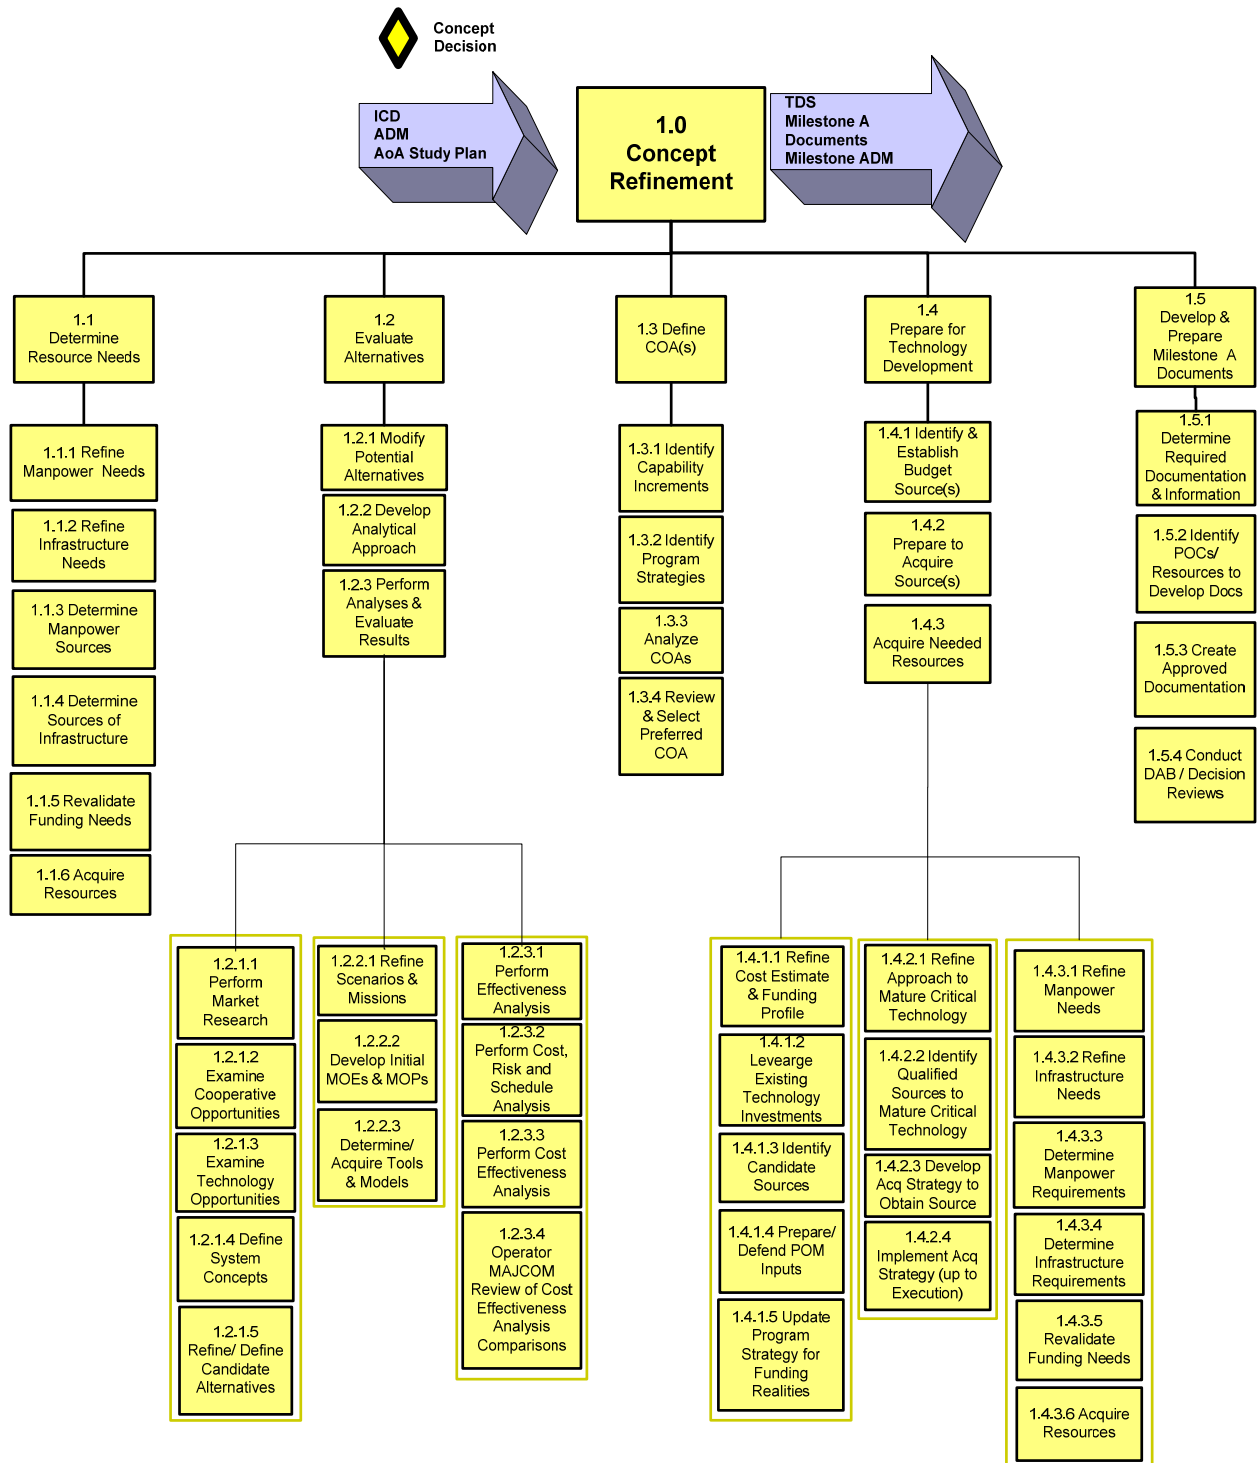 Concept
Decision
ICD
ADM
AoA Study Plan
1.0
Concept
Refinement
TDS
Milestone A
Documents
Milestone ADM
1.1
Determine
Resource Needs
1.2
Evaluate
Alternatives
1.3 Define
COA(s)
1.4
Prepare for
Technology
Development
1.5
Develop &
Prepare
Milestone A
Documents
1.1.1 Refine
Manpower Needs
1.1.2 Refine
Infrastructure
Needs
1.1.3 Determine
Manpower
Sources
1.1.4 Determine
Sources of
Infrastructure
1.1.5 Revalidate
Funding Needs
1.1.6 Acquire
Resources
1.2.1 Modify
Potential
Alternatives
1.2.2 Develop
Analytical
Approach
1.2.3 Perform
Analyses &
Evaluate
Results
1.3.1 Identify
Capability
Increments
1.3.2 Identify
Program
Strategies
1.3.3
Analyze
COAs
1.3.4 Review
& Select
Preferred
COA
1.4.1 Identify &
Establish
Budget
Source(s)
1.4.2
Prepare to
Acquire
Source(s)
1.4.3
Acquire Needed
Resources
1.5.1
Determine
Required
Documentation
& Information
1.5.2 Identify
POCs/
Resources to
Develop Docs
1.5.3 Create
Approved
Documentation
1.5.4 Conduct
DAB / Decision
Reviews
1.2.1.1
Perform
Market
Research
1.2.1.2
Examine
Cooperative
Opportunities
1.2.1.3
Examine
Technology
Opportunities
1.2.1.4 Define
System
Concepts
1.2.1.5
Refine/ Define
Candidate
Alternatives
1.2.2.1 Refine
Scenarios &
Missions
1.2.2.2
Develop Initial
MOEs & MOPs
1.2.2.3
Determine/
Acquire Tools
& Models
1.2.3.1
Perform
Effectiveness
Analysis
1.2.3.2
Perform Cost,
Risk and
Schedule
Analysis
1.2.3.3
Perform Cost
Effectiveness
Analysis
1.2.3.4
Operator
MAJCOM
Review of Cost
Effectiveness
Analysis
Comparisons
1.4.1.1 Refine
Cost Estimate
& Funding
Profile
1.4.1.2
Levearge
Existing
Technology
Investments
1.4.1.3 Identify
Candidate
Sources
1.4.1.4 Prepare/
Defend POM
Inputs
1.4.1.5 Update
Program
Strategy for
Funding
Realities
1.4.2.1 Refine
Approach to
Mature Critical
Technology
1.4.2.2 Identify
Qualified
Sources to
Mature Critical
Technology
1.4.2.3 Develop
Acq Strategy to
Obtain Source
1.4.2.4
Implement Acq
Strategy (up to
Execution)
1.4.3.1 Refine
Manpower
Needs
1.4.3.2 Refine
Infrastructure
Needs
1.4.3.3
Determine
Manpower
Requirements
1.4.3.4
Determine
Infrastructure
Requirements
1.4.3.5
Revalidate
Funding Needs
1.4.3.6 Acquire
Resources